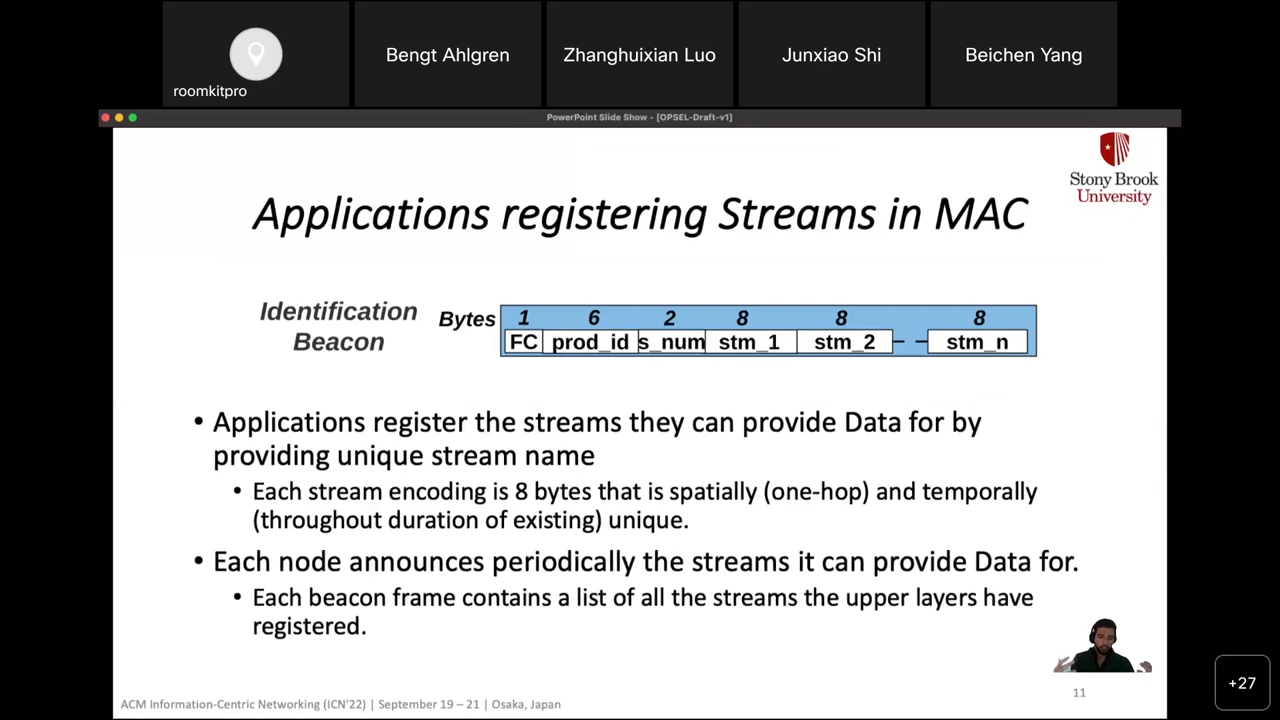 roomkitpro
Bengt Ahlgren
Zhanghuixian Luo
Junxiao Shi
Beichen Yang
PowerPoint Slide Show - [OPSEL-Draft-v1]
Stony Brook
University
Applications registering Streams in MAC
Identification
Beacon
Bytes 1 6 2 8 8 8
FC prod_id s_num stm_1 stm_2 stm_n
• Applications register the streams they can provide Data for by
providing unique stream name
• Each stream encoding is 8 bytes that is spatially (one-hop) and temporally
(throughout duration of existing) unique.
• Each node announces periodically the streams it can provide Data for.
• Each beacon frame contains a list of all the streams the upper layers have
registered.
ACM Information-Centric Networking (ICN'22) | September 19 – 21 | Osaka, Japan
11
+27